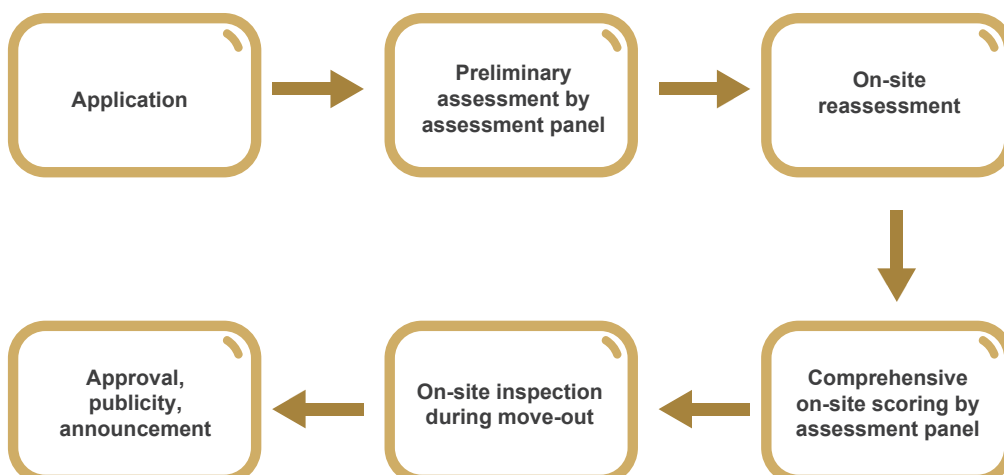 Application
Preliminary
assessment by
assessment panel
On-site
reassessment
Comprehensive
on-site scoring by
assessment panel
On-site inspection
during move-out
Approval,
publicity,
announcement